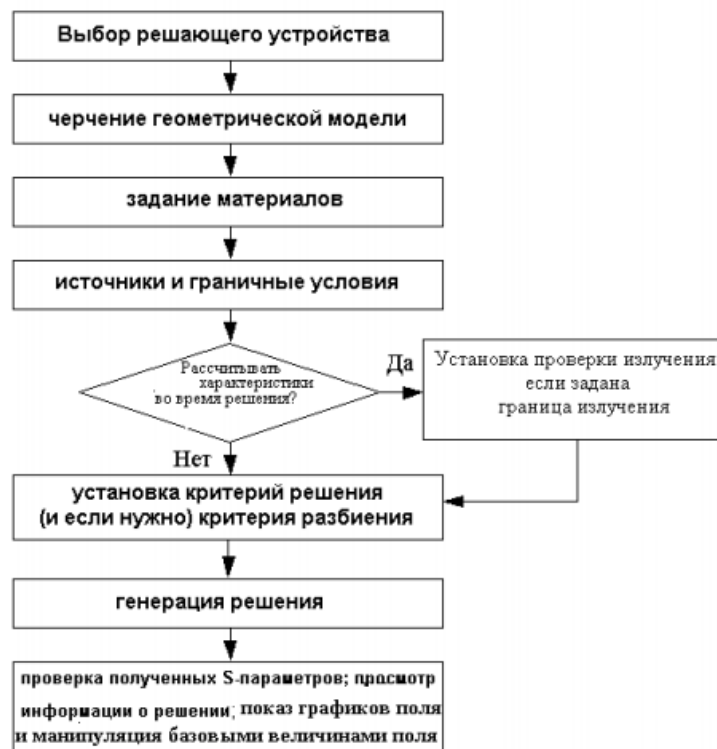 Выбор решающего устройства
черчение геометрической модели
задание материалов
источники и граничные условия
Рассчитывать
характеристики
во время решения?
Да
Установка проверки излучения
если задана
граница излучения
Нет
установка критерий решения
(и если нужно) критерия разбиения
генерация решения
проверка полученных S-параметров; просмотр
информации о решении; показ графиков поля
и манипуляция базовыми величинами поля